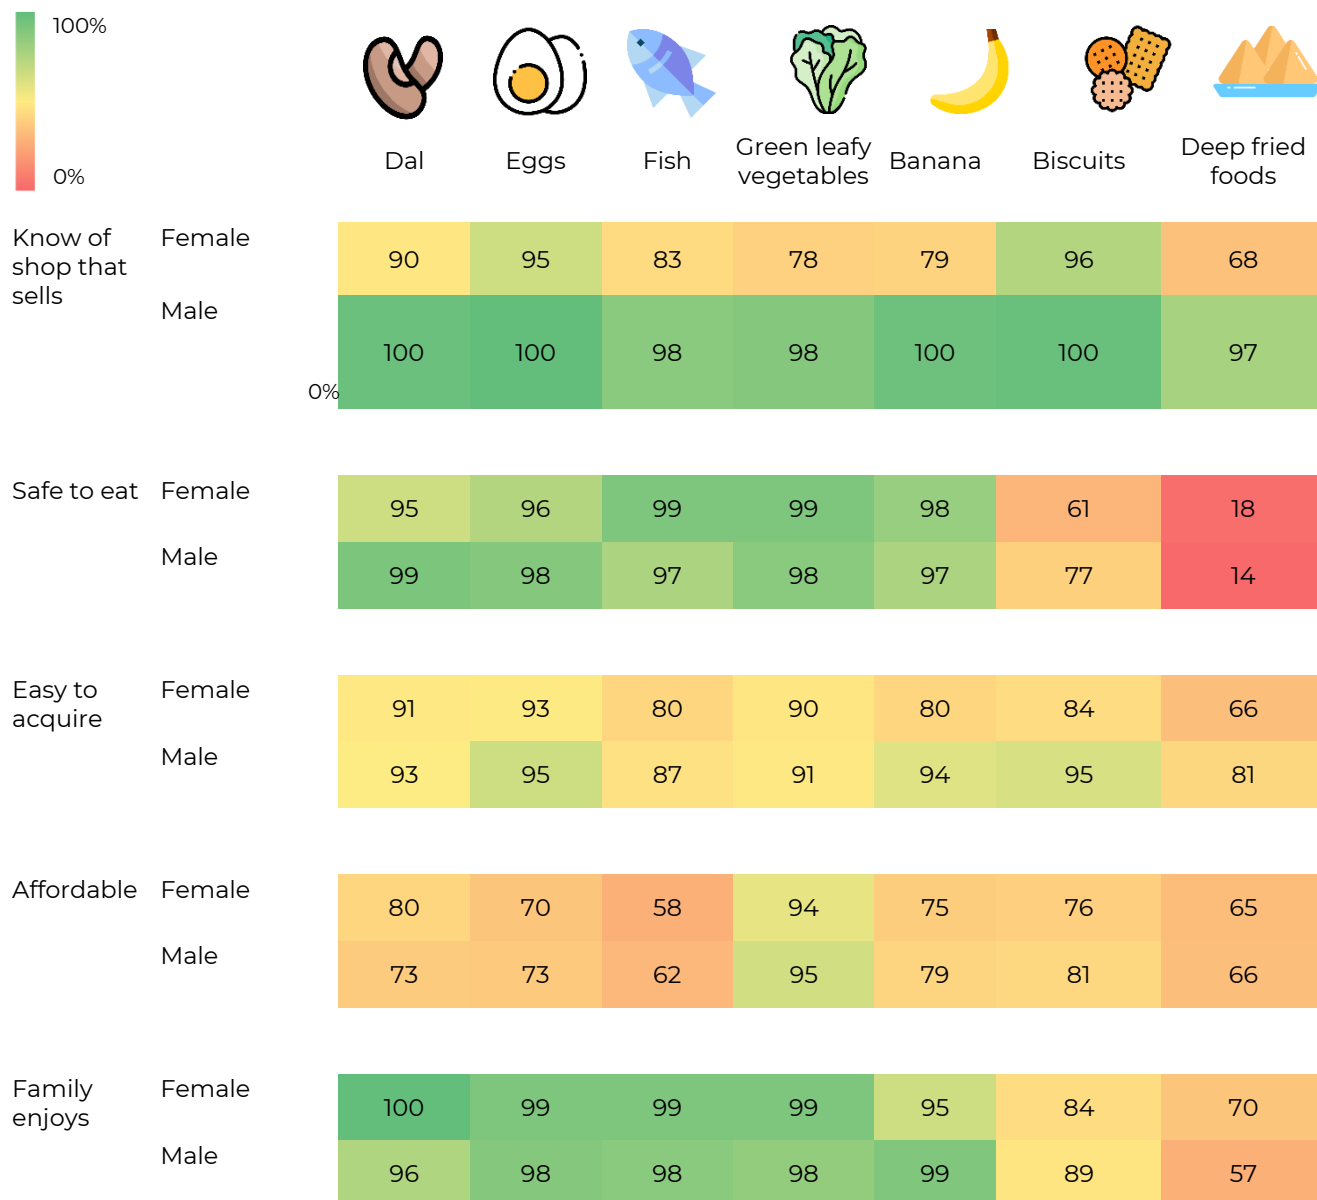 100%
0%
Dal
Eggs
Fish
Green leafy
vegetables
Banana
Biscuits
Deep fried
foods
Know of
shop that
sells
Female
90 95 83 78 79 96 68
Male
100 100 98 98 100 100 97
0%
Safe to eat
Female
95 96 99 99 98 61 18
Male
99 98 97 98 97 77 14
Easy to
acquire
Female
91 93 80 90 80 84 66
Male
93 95 87 91 94 95 81
Affordable
Female
80 70 58 94 75 76 65
Male
73 73 62 95 79 81 66
Family
enjoys
Female
100 99 99 99 95 84 70
Male
96 98 98 98 99 89 57